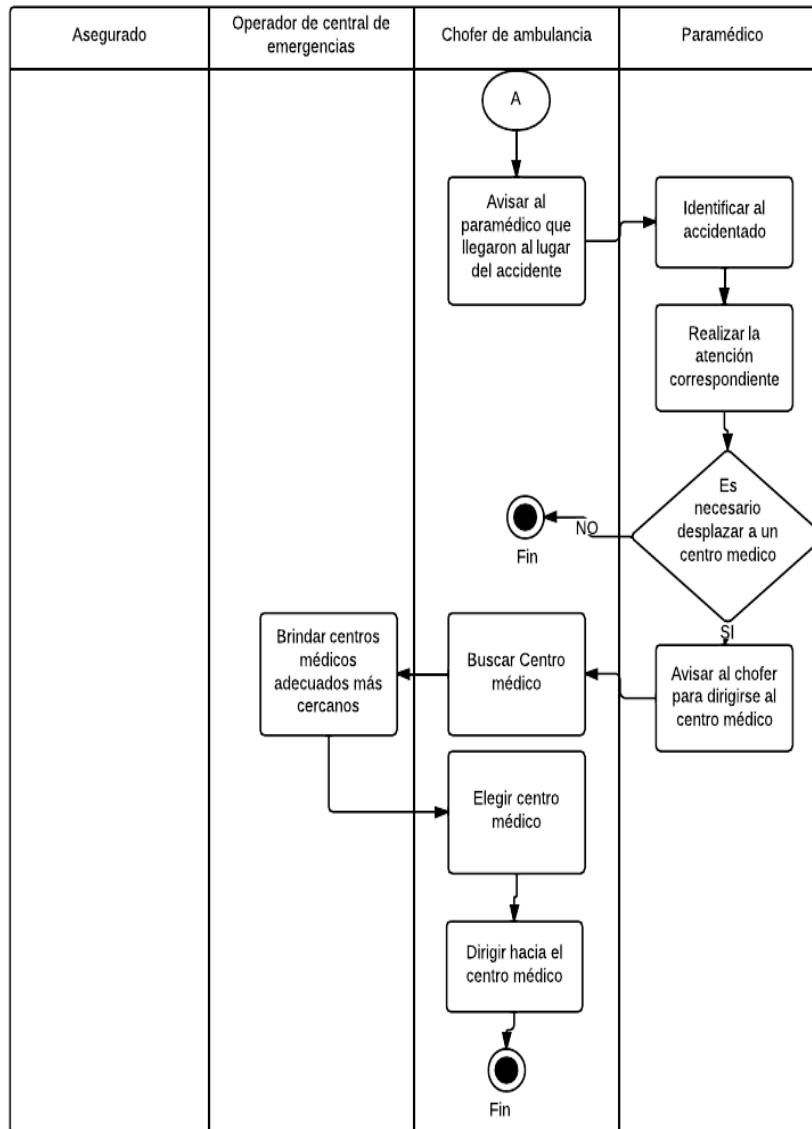 Asegurado
Operador de central de
emergencias
Chofer de ambulancia
Paramédico
A
Avisar al
paramédico que
llegaron al lugar
del accidente
Identificar al
accidentado
Realizar la
atención
correspondiente
Es
necesario
desplazar a un
centro medico
NO
Fin
SI
Avisar al chofer
para dirigirse al
centro médico
Buscar Centro
médico
Brindar centros
médicos
adecuados más
cercanos
Elegir centro
médico
Dirigir hacia el
centro médico
Fin